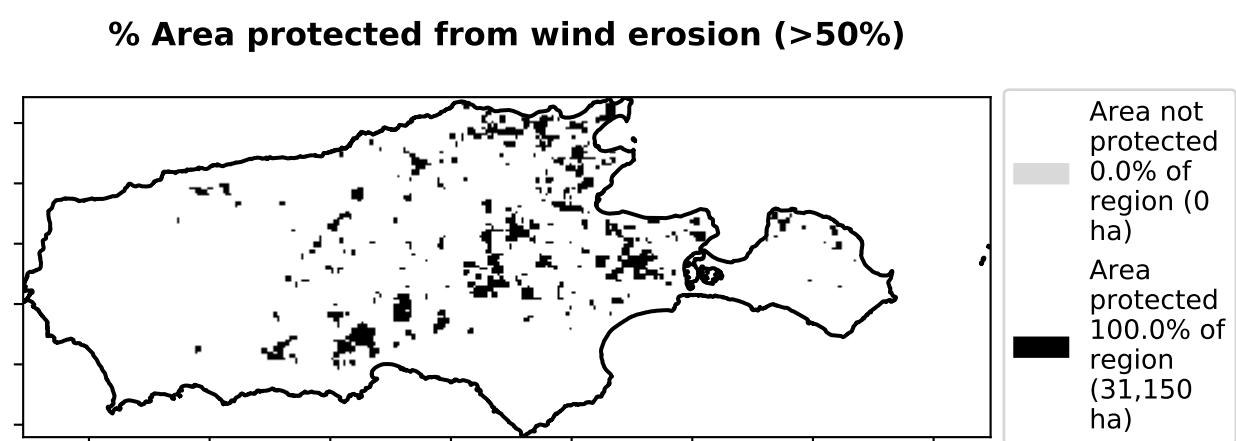 % Area protected from wind erosion (>50%)
Area not
protected
0.0% of
region (0
ha)
Area
protected
100.0% of
region
(31,150
ha)